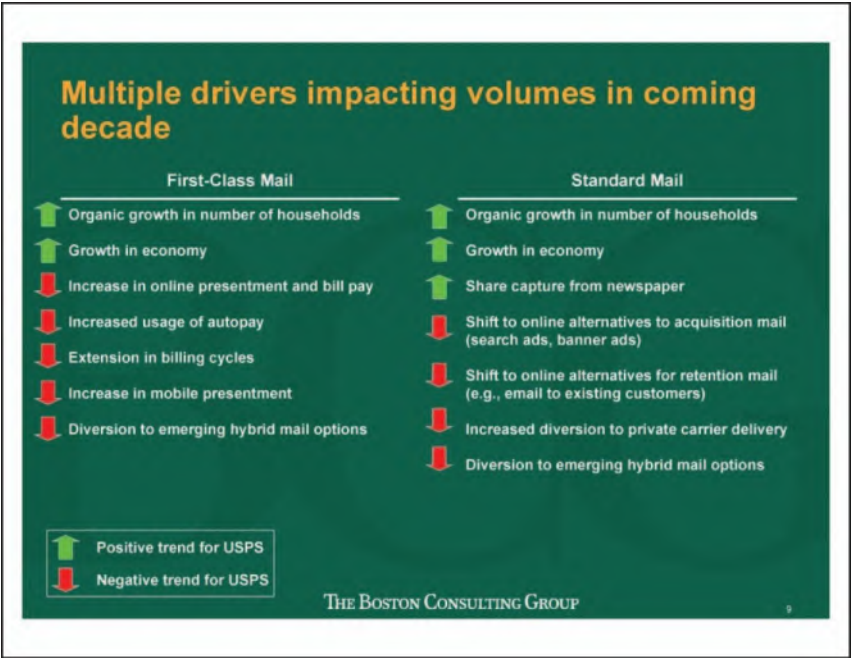 Multiple drivers impacting volumes in coming
decade
First-Class Mail
Organic growth in number of households
Growth in economy
Increase in online presentment and bill pay
Increased usage of autopay
Extension in billing cycles
Increase in mobile presentment
Diversion to emerging hybrid mail options
Standard Mail
Organic growth in number of households
Growth in economy
Share capture from newspaper
Shift to online alternatives to acquisition mail
(search ads, banner ads)
Shift to online alternatives for retention mail
(e.g., email to existing customers)
Increased diversion to private carrier delivery
Diversion to emerging hybrid mail options
Positive trend for USPS
Negative trend for USPS
THE BOSTON CONSULTING GROUP
9